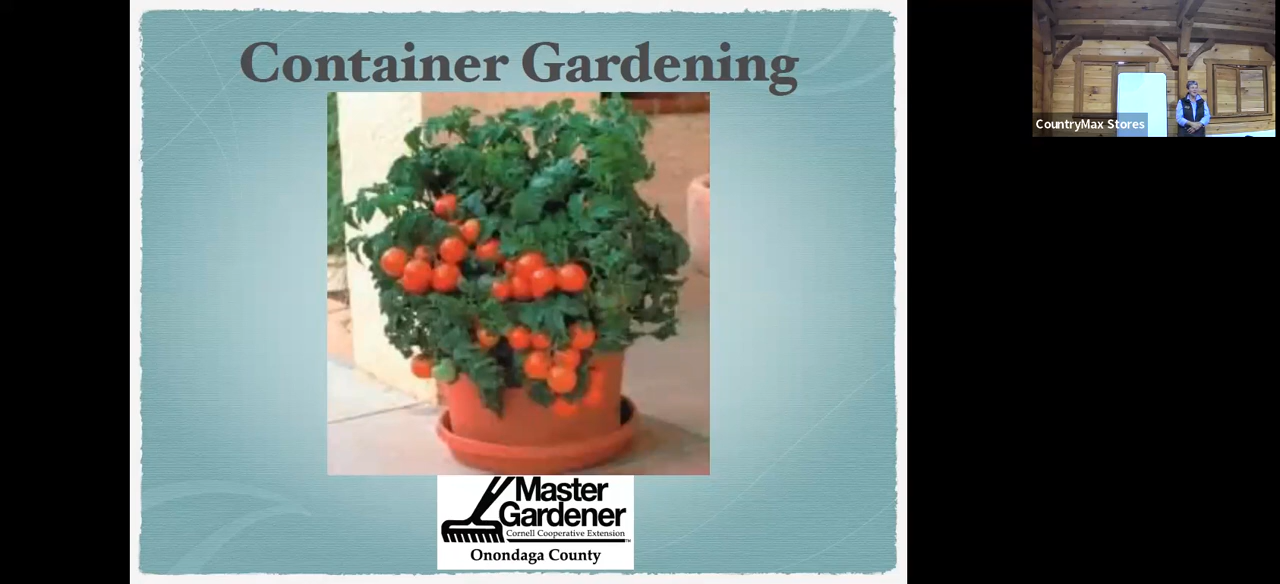 Container Gardening
CountryMax Stores
Master
Gardener
Cornell Cooperative Extension
Onondaga County